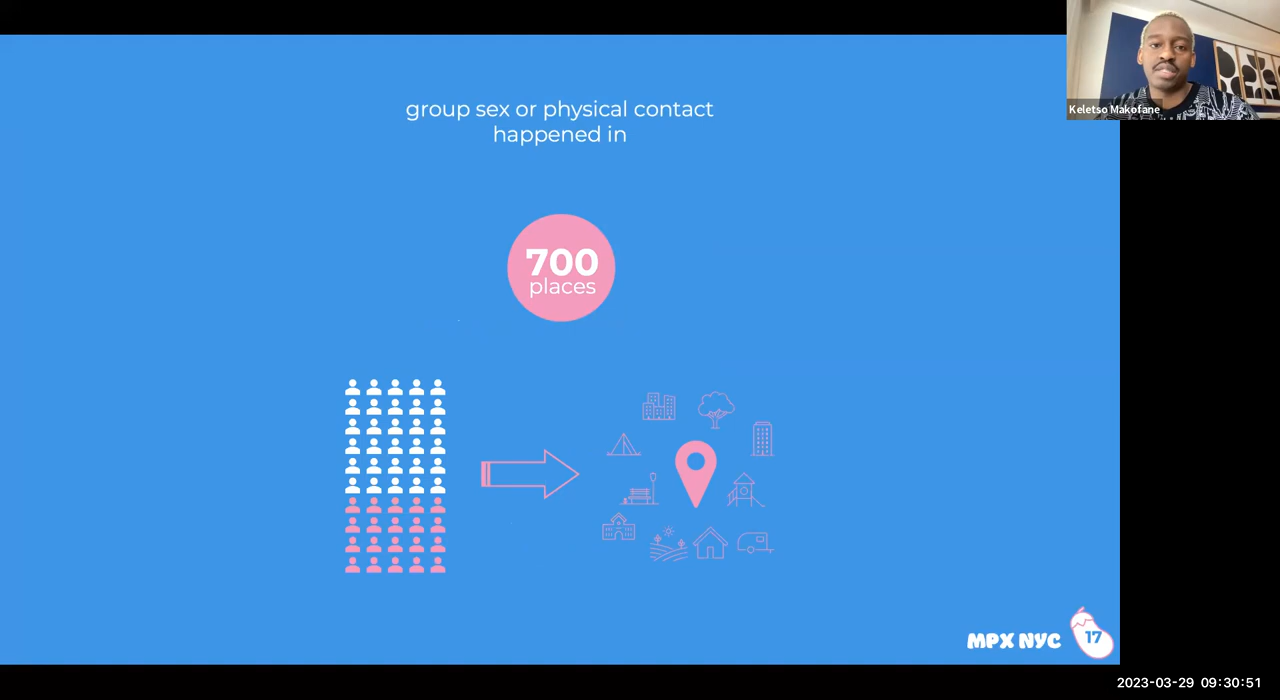 group sex or physical contact
happened in
700
places
MPX NYC
17
Keletso Makofane
2023-03-29 09:30:51